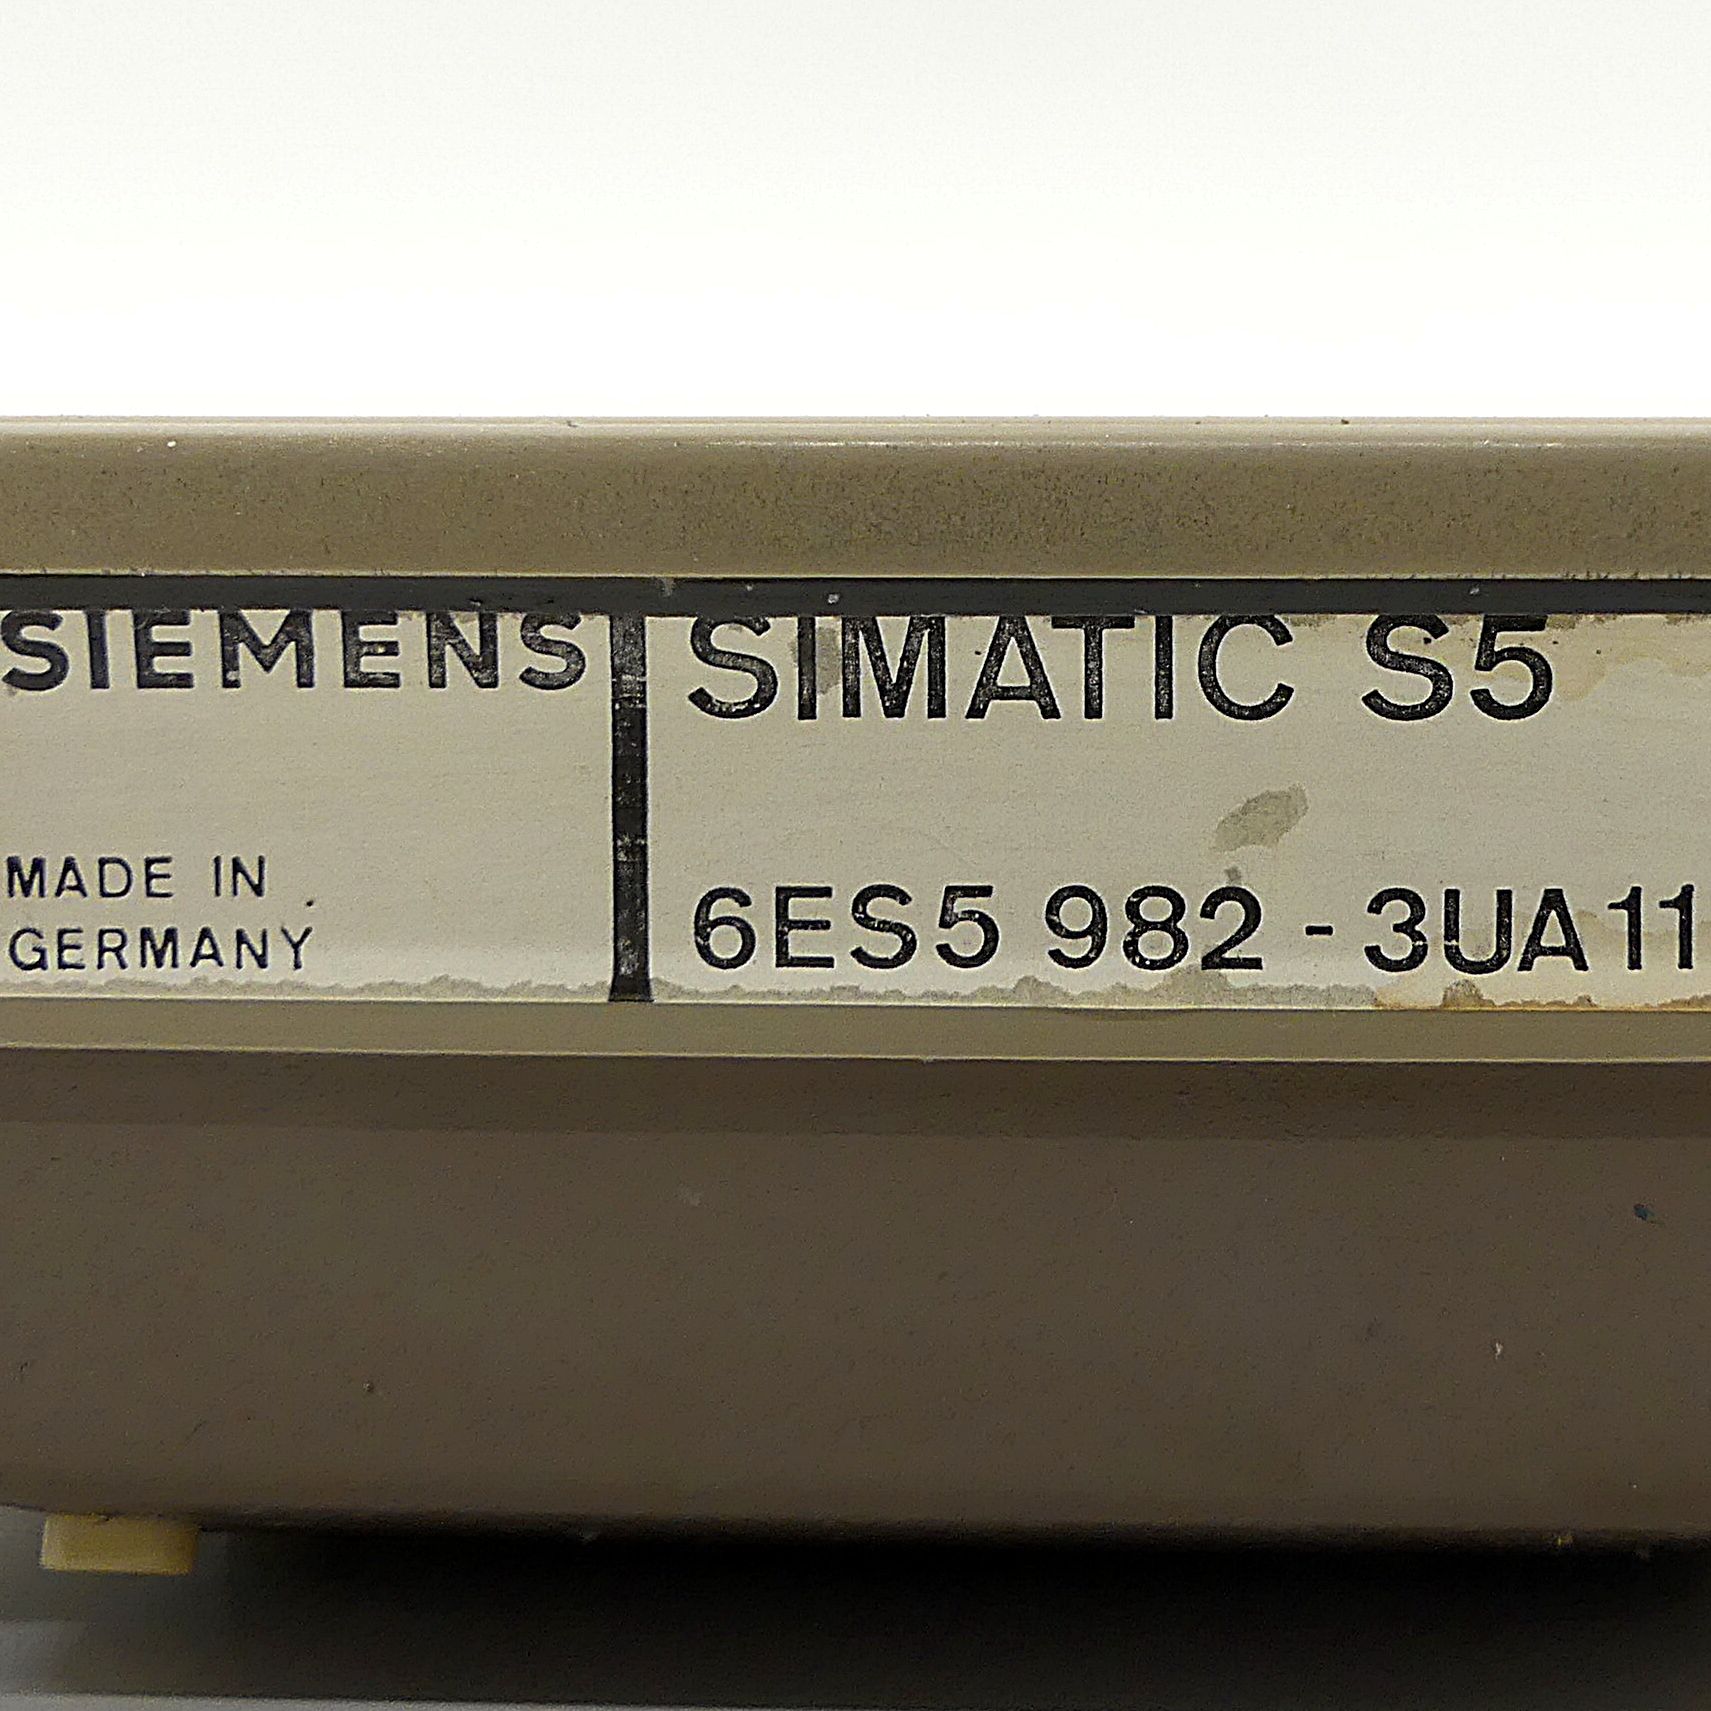 SIEMENS
MADE IN
GERMANY
SIMATIC S5
6ES5 982 - 3UA11